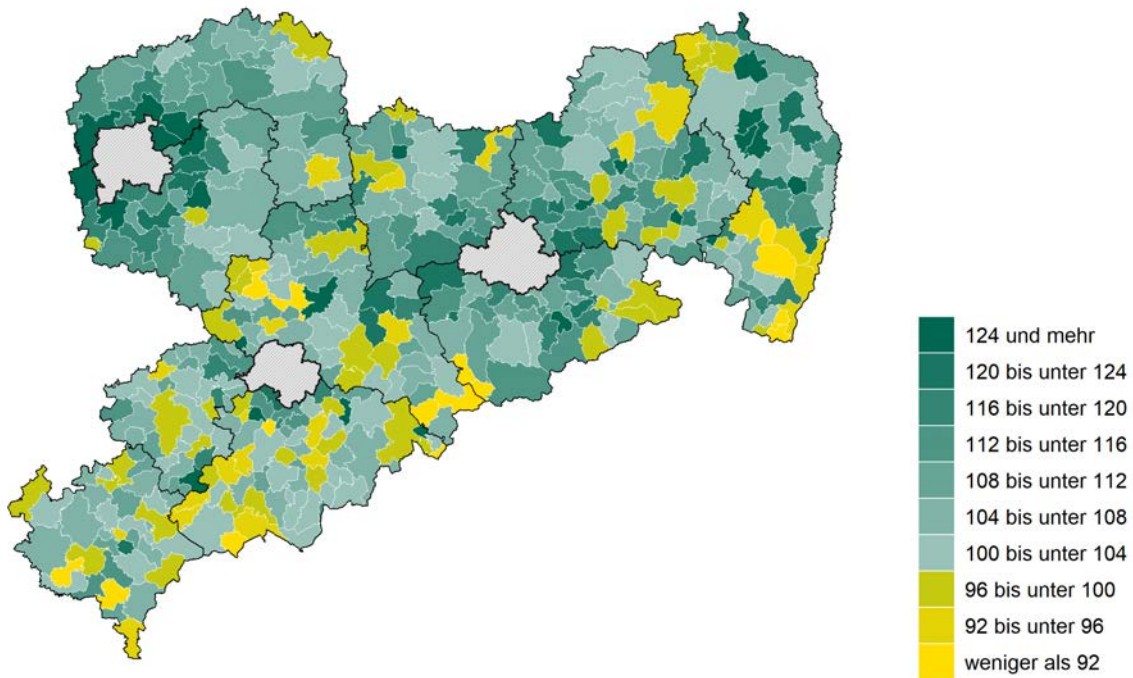 124 und mehr
120 bis unter 124
116 bis unter 120
112 bis unter 116
108 bis unter 112
104 bis unter 108
100 bis unter 104
96 bis unter 100
92 bis unter 96
weniger als 92